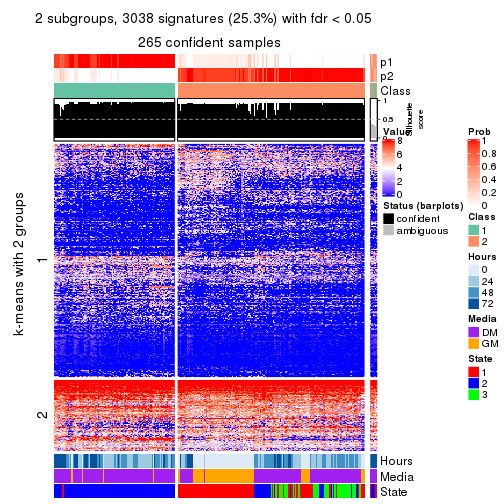 2 subgroups, 3038 signatures (25.3%) with fdr < 0.05
265 confident samples
p1
p2
Class
1
0.5
0
Silhouette
score
k-means with 2 groups
1
2
Hours
Media
State
Value
8
6
4
2
0
Status (barplots)
confident
ambiguous
Prob
1
0.8
0.6
0.4
0.2
0
Class
1
2
Hours
0
24
48
72
Media
DM
GM
State
1
2
3